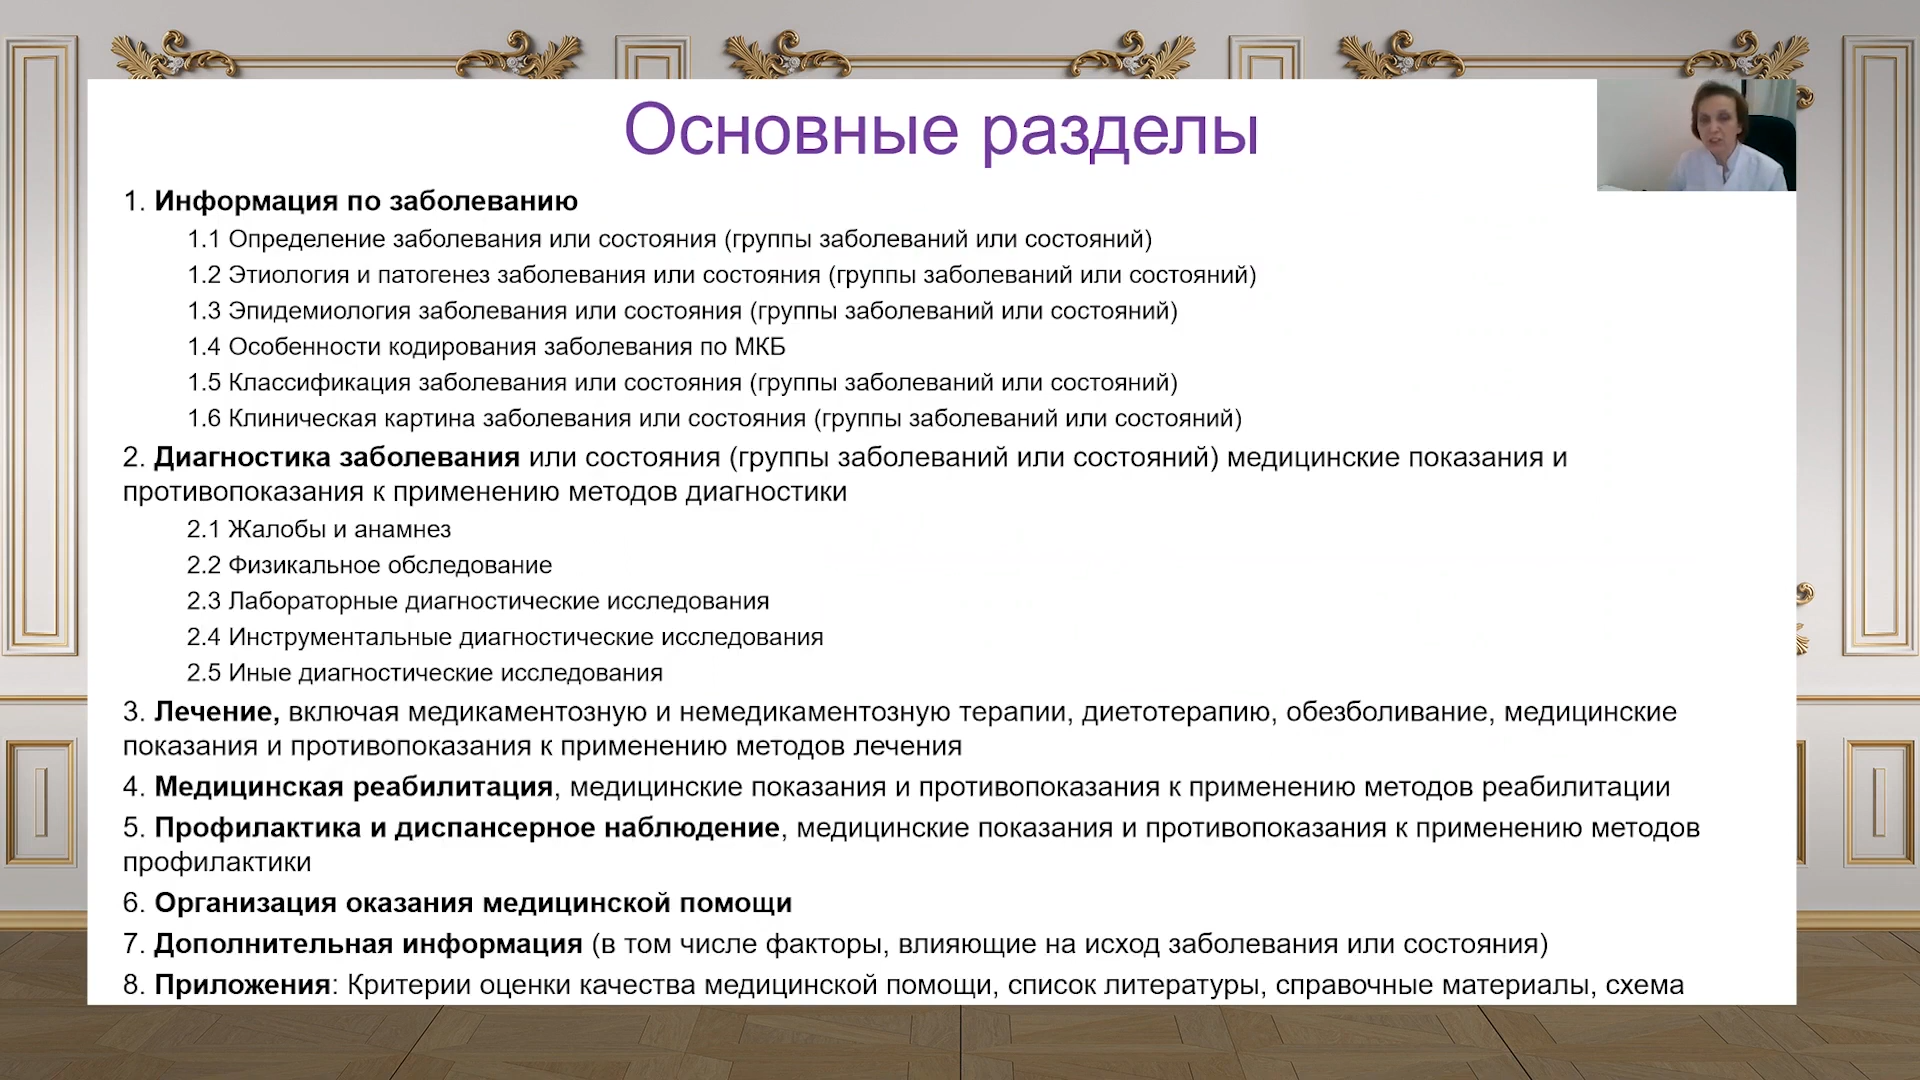 Основные разделы
1. Информация по заболеванию
1.1 Определение заболевания или состояния (группы заболеваний или состояний)
1.2 Этиология и патогенез заболевания или состояния (группы заболеваний или состояний)
1.3 Эпидемиология заболевания или состояния (группы заболеваний или состояний)
1.4 Особенности кодирования заболевания по МКБ
1.5 Классификация заболевания или состояния (группы заболеваний или состояний)
1.6 Клиническая картина заболевания или состояния (группы заболеваний или состояний)
2. Диагностика заболевания или состояния (группы заболеваний или состояний) медицинские показания и
противопоказания к применению методов диагностики
2.1 Жалобы и анамнез
2.2 Физикальное обследование
2.3 Лабораторные диагностические исследования
2.4 Инструментальные диагностические исследования
2.5 Иные диагностические исследования
3. Лечение, включая медикаментозную и немедикаментозную терапии, диетотерапию, обезболивание, медицинские
показания и противопоказания к применению методов лечения
4. Медицинская реабилитация, медицинские показания и противопоказания к применению методов реабилитации
5. Профилактика и диспансерное наблюдение, медицинские показания и противопоказания к применению методов
профилактики
6. Организация оказания медицинской помощи
7. Дополнительная информация (в том числе факторы, влияющие на исход заболевания или состояния)
8. Приложения: Критерии оценки качества медицинской помощи, список литературы, справочные материалы, схема